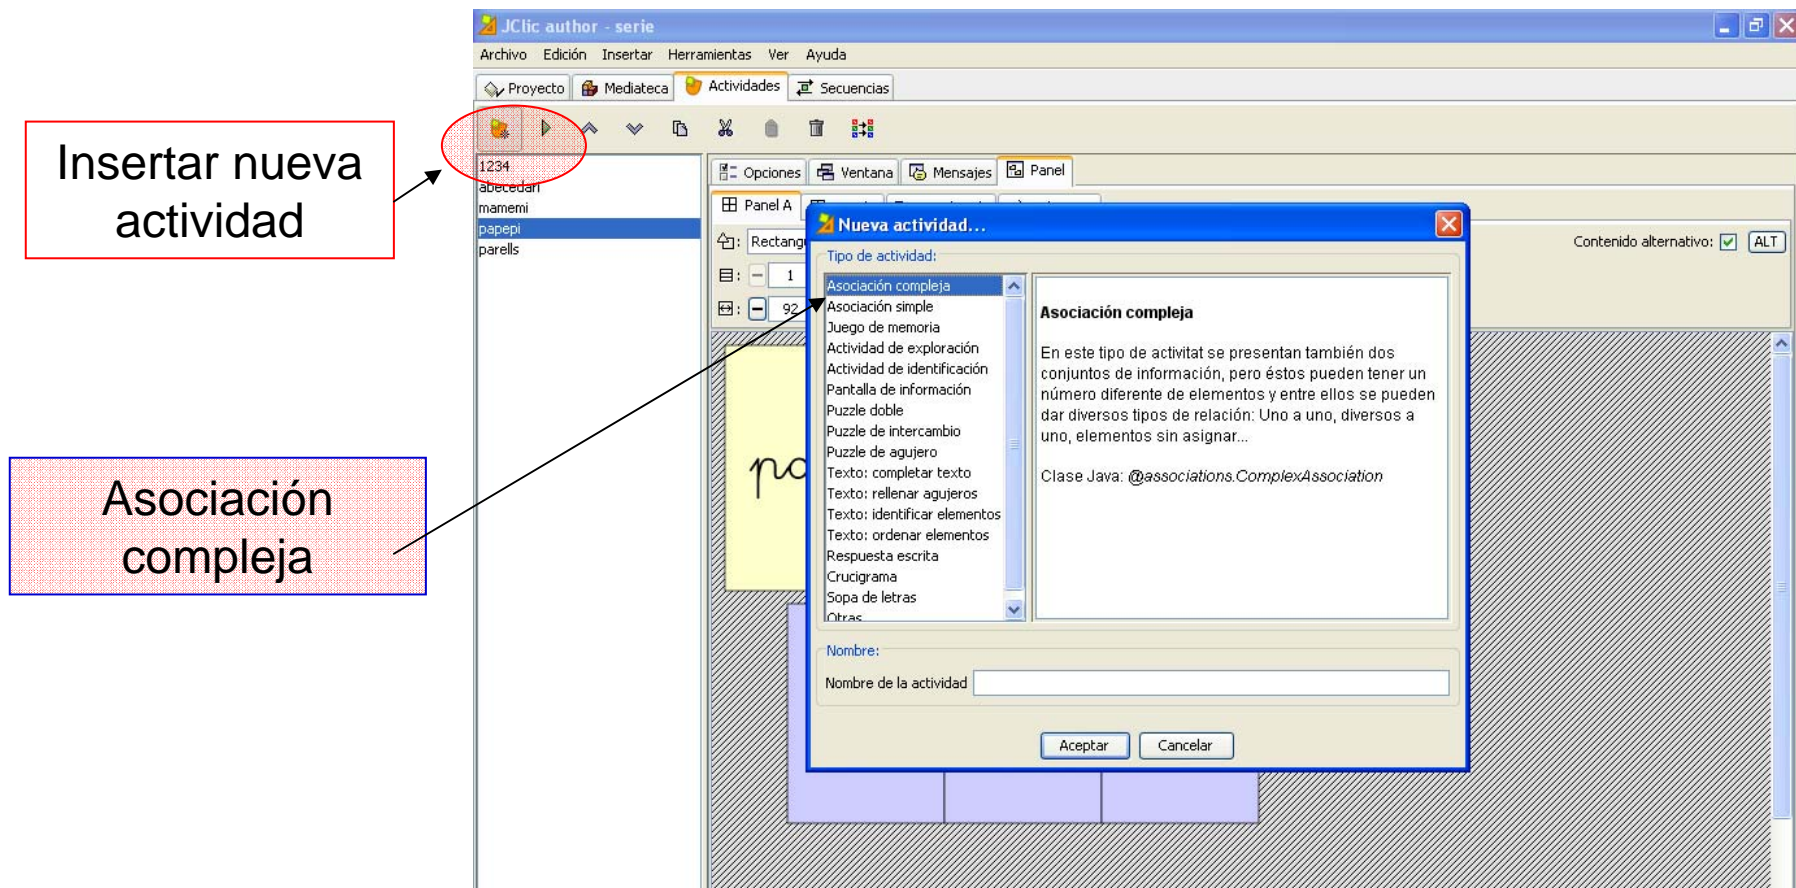 JClic author - serie
Archivo Edición Insertar Herramientas Ver Ayuda
Proyecto Mediateca Actividades Secuencias
Insertar nueva
actividad
1234
abecedari
mamemi
papepi
parells
Opciones Ventana Mensajes Panel
Panel A
Contenido alternativo: ALT
1
92
Nueva actividad...
Tipo de actividad:
Asociación compleja
Asociación simple
Juego de memoria
Actividad de exploración
Actividad de identificación
Pantalla de información
Puzzle doble
Puzzle de intercambio
Puzzle de agujero
Texto: completar texto
Texto: rellenar agujeros
Texto: identificar elementos
Texto: ordenar elementos
Respuesta escrita
Crucigrama
Sopa de letras
Otras
Asociación compleja
En este tipo de activitat se presentan también dos
conjuntos de información, pero éstos pueden tener un
número diferente de elementos y entre ellos se pueden
dar diversos tipos de relación: Uno a uno, diversos a
uno, elementos sin asignar...
Clase Java: @associations.ComplexAssociation
Nombre:
Nombre de la actividad
Aceptar Cancelar
Asociación
compleja